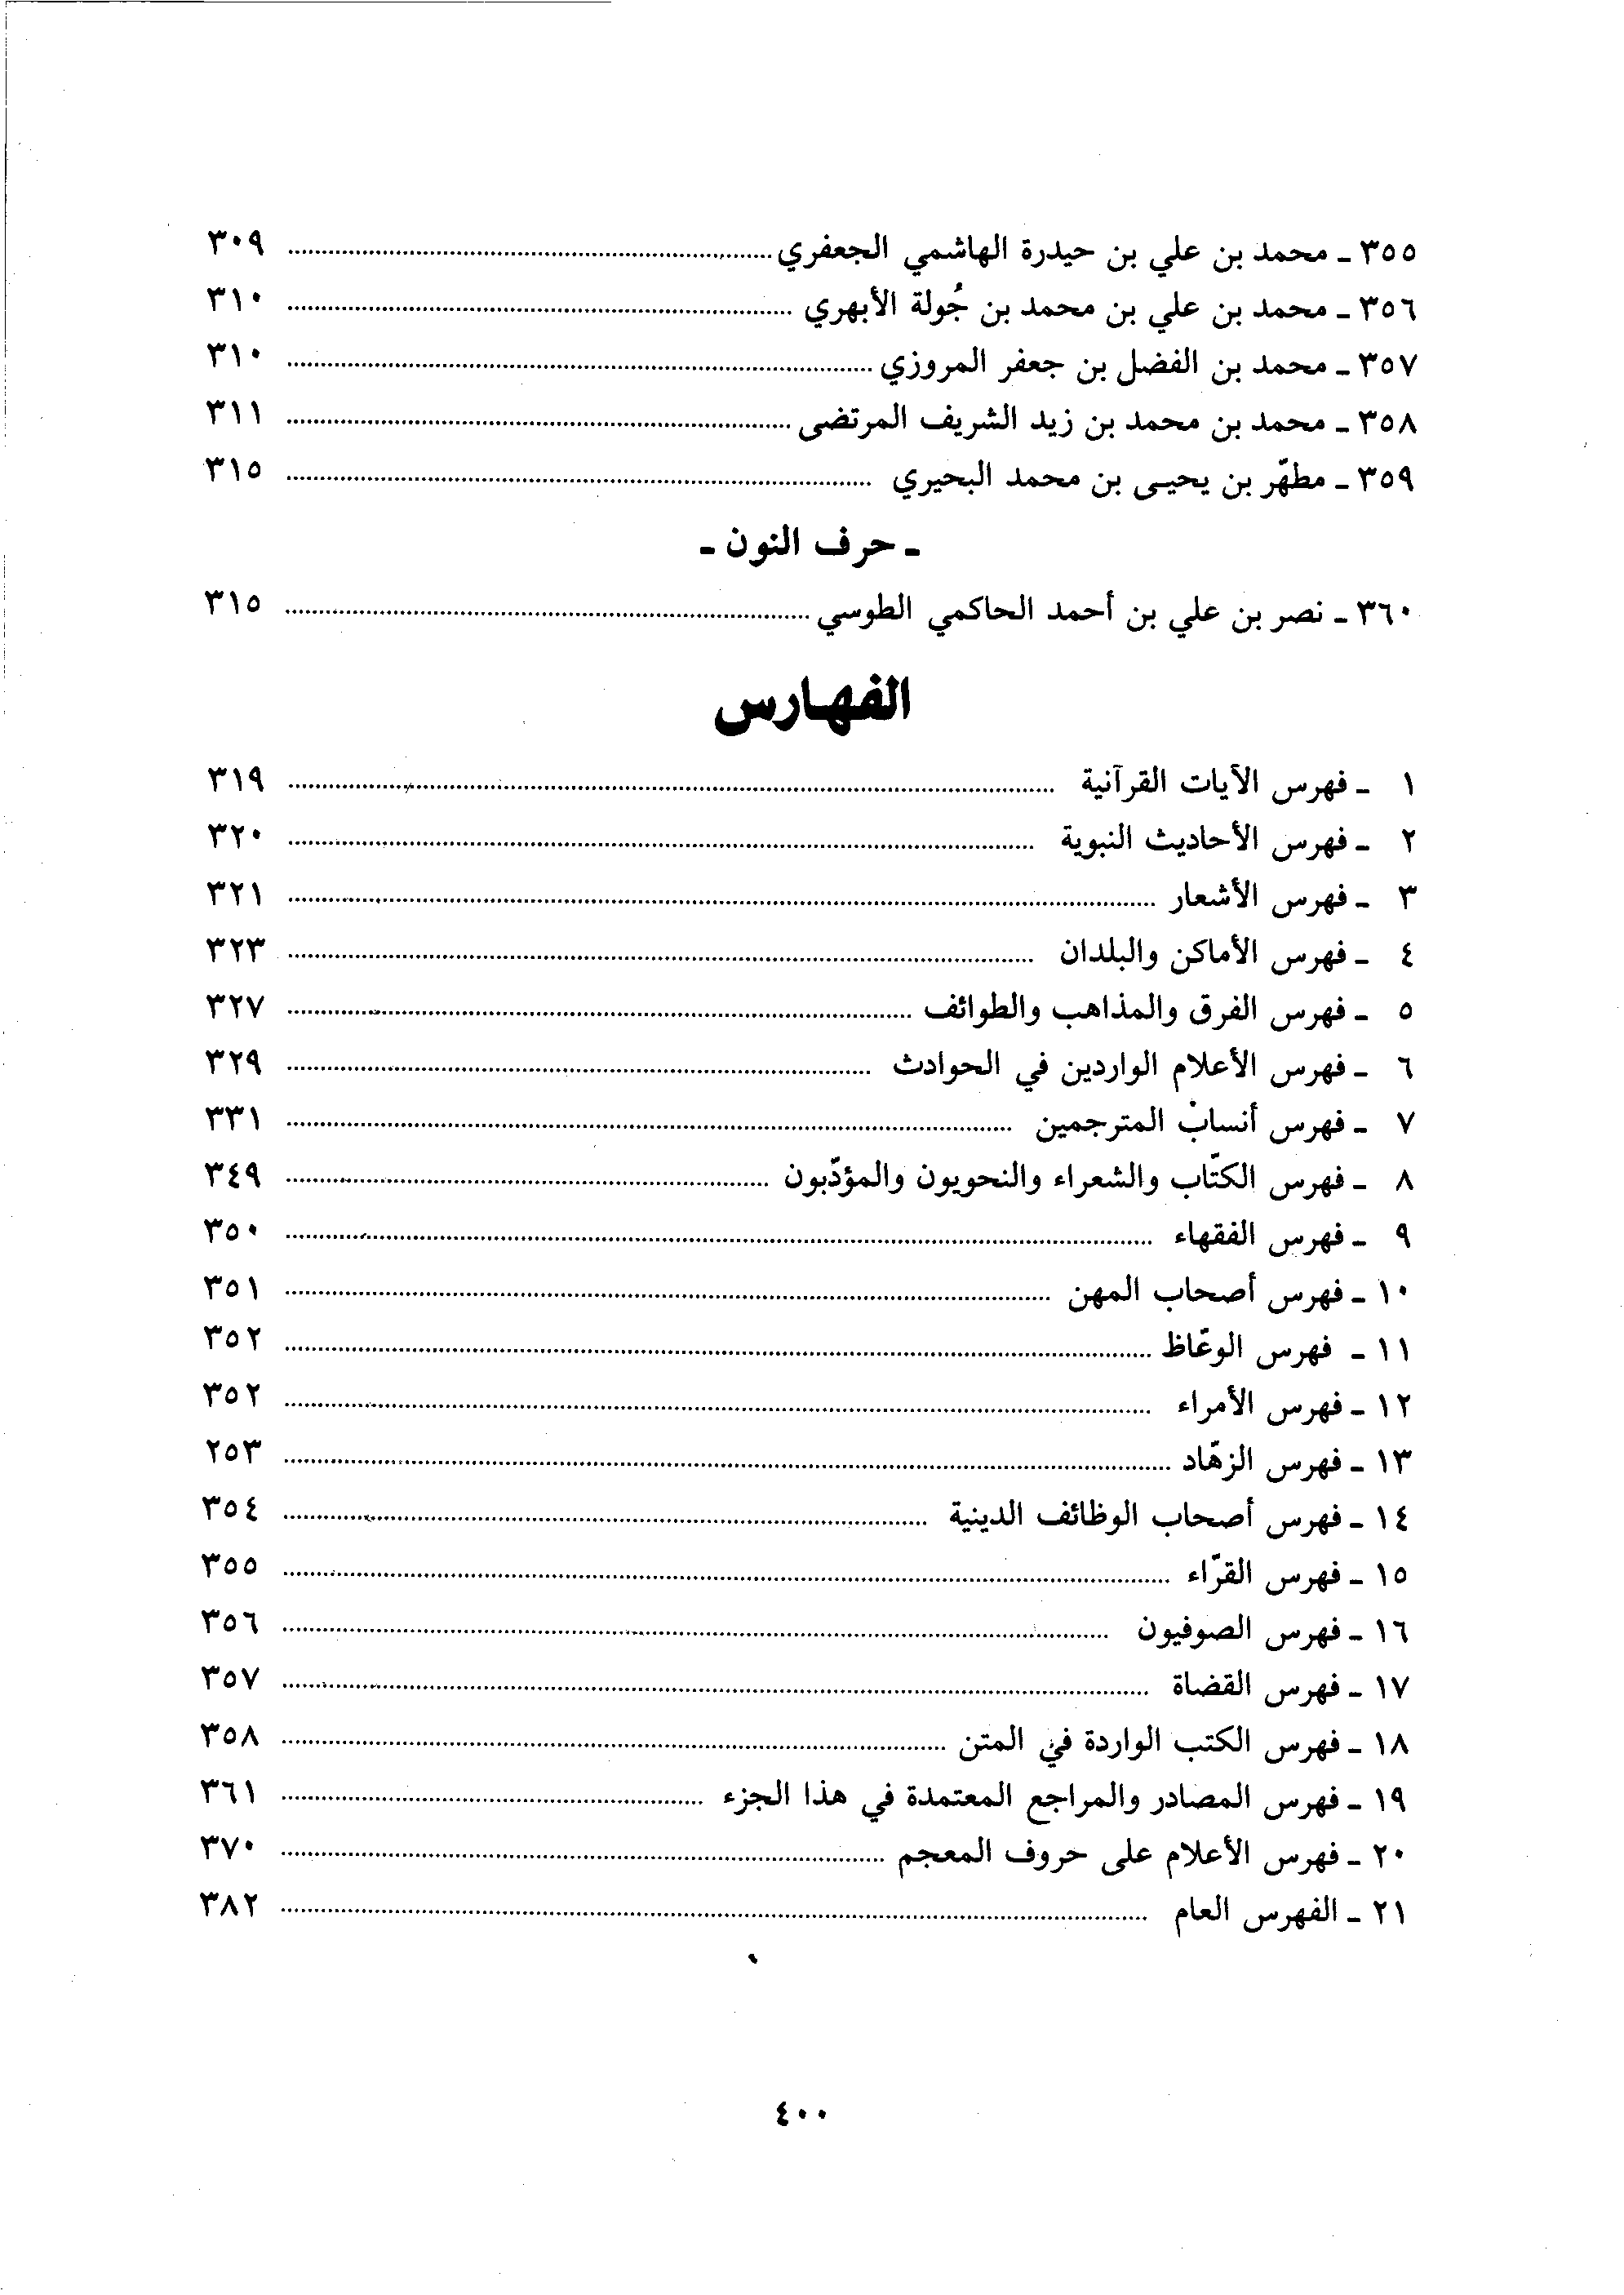 ٣٥٥ ـ محمد بن علي بن حيدرة الهاشمي الجعفري ........ ٣٠٩
٣٥٦ ـ محمد بن علي بن محمد بن جُولة الأبهري ........ ٣١٠
٣٥٧ ـ محمد بن الفضل بن جعفر المروزي ........ ٣١٠
٣٥٨ ـ محمد بن محمد بن زيد الشريف المرتضى ........ ٣١١
٣٥٩ ـ مطهّر بن يحيى بن محمد البحيري ........ ٣١٥
ـ حرف النون ـ
٣٦٠ ـ نصر بن علي بن أحمد الحاكمي الطوسي ........ ٣١٥
الفهارس
١ ـ فهرس الآيات القرآنية ........ ٣١٩
٢ ـ فهرس الأحاديث النبوية ........ ٣٢٠
٣ ـ فهرس الأشعار ........ ٣٢١
٤ ـ فهرس الأماكن والبلدان ........ ٣٢٣
٥ ـ فهرس الفرق والمذاهب والطوائف ........ ٣٢٧
٦ ـ فهرس الأعلام الواردين في الحوادث ........ ٣٢٩
٧ ـ فهرس أنساب المترجمين ........ ٣٣١
٨ ـ فهرس الكتّاب والشعراء والنحويون والمؤدّبون ........ ٣٤٩
٩ ـ فهرس الفقهاء ........ ٣٥٠
١٠ ـ فهرس أصحاب المهن ........ ٣٥١
١١ ـ فهرس الوعّاظ ........ ٣٥٢
١٢ ـ فهرس الأمراء ........ ٣٥٢
١٣ ـ فهرس الزهّاد ........ ٢٥٣
١٤ ـ فهرس أصحاب الوظائف الدينية ........ ٣٥٤
١٥ ـ فهرس القرّاء ........ ٣٥٥
١٦ ـ فهرس الصوفيون ........ ٣٥٦
١٧ ـ فهرس القضاة ........ ٣٥٧
١٨ ـ فهرس الكتب الواردة في المتن ........ ٣٥٨
١٩ ـ فهرس المصادر والمراجع المعتمدة في هذا الجزء ........ ٣٦١
٢٠ ـ فهرس الأعلام على حروف المعجم ........ ٣٧٠
٢١ ـ الفهرس العام ........ ٣٨٢
٤٠٠